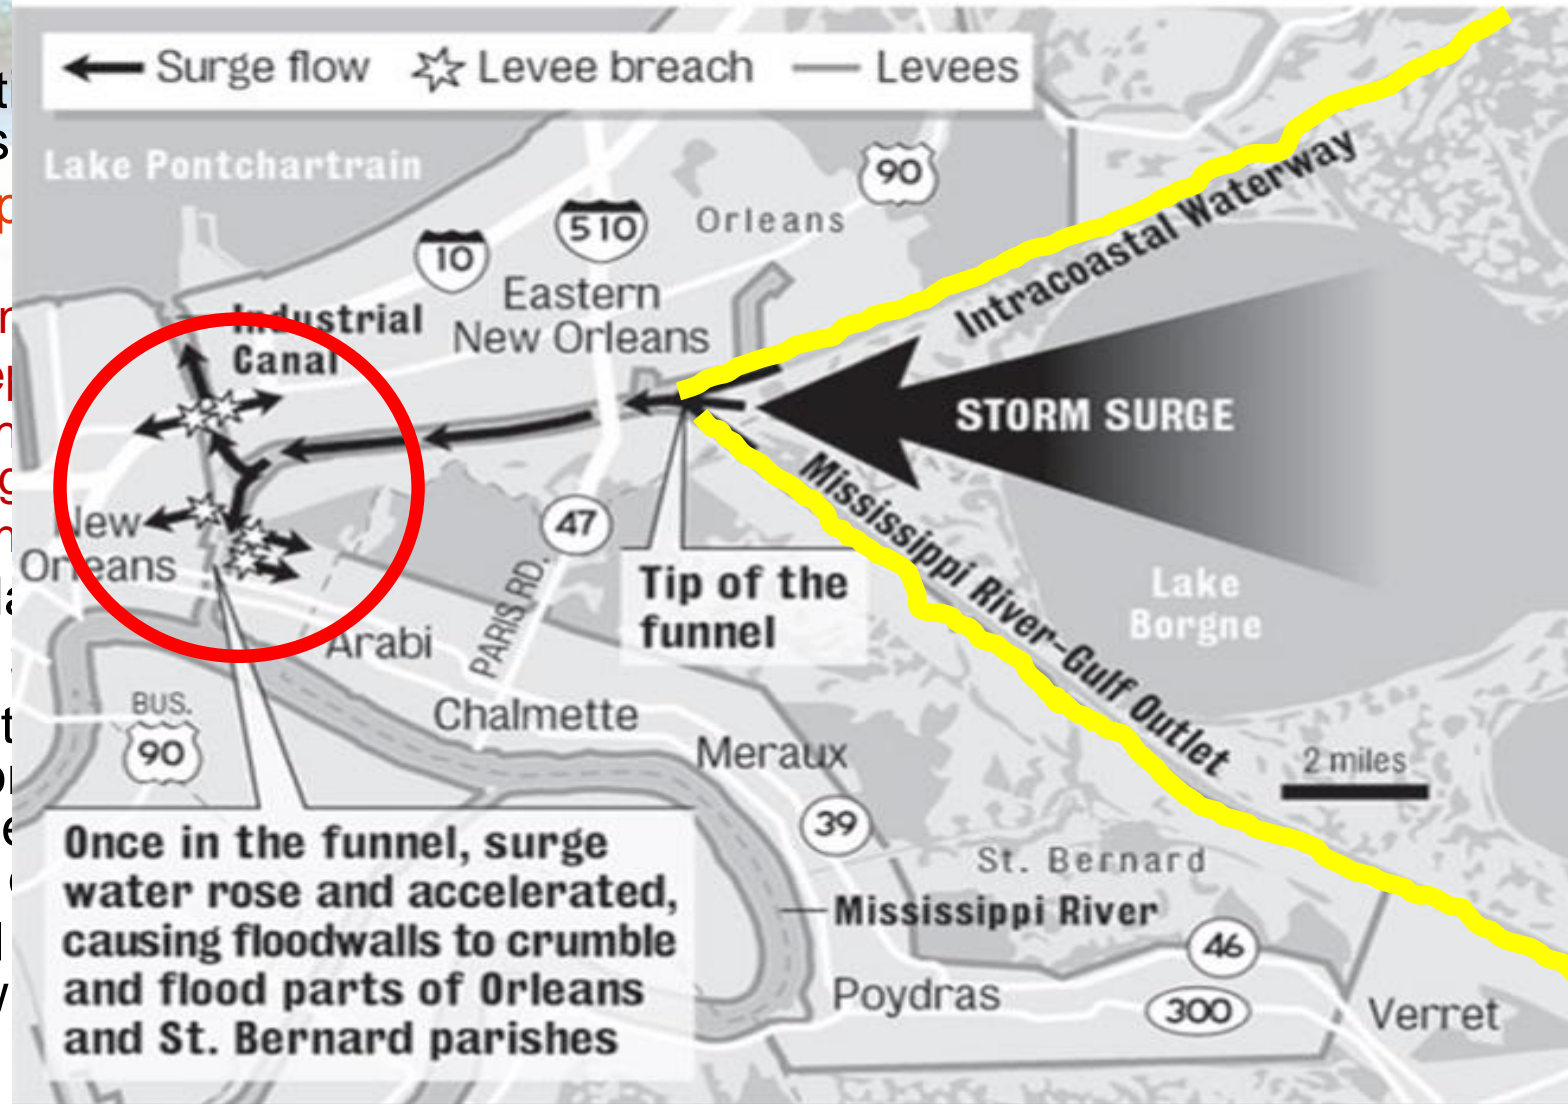 Surge flow Levee breach Levees
Lake Pontchartrain
90
510
Orleans
10
Eastern
New Orleans
Industrial
Canal
Intracoastal Waterway
STORM SURGE
Mississippi River-Gulf Outlet
47
New
Orleans
PARIS RD.
Tip of the
funnel
Lake
Borgne
Arabi
BUS.
90
Chalmette
Meraux
2 miles
39
St. Bernard
Mississippi River
46
Poydras
300
Verret
Once in the funnel, surge
water rose and accelerated,
causing floodwalls to crumble
and flood parts of Orleans
and St. Bernard parishes